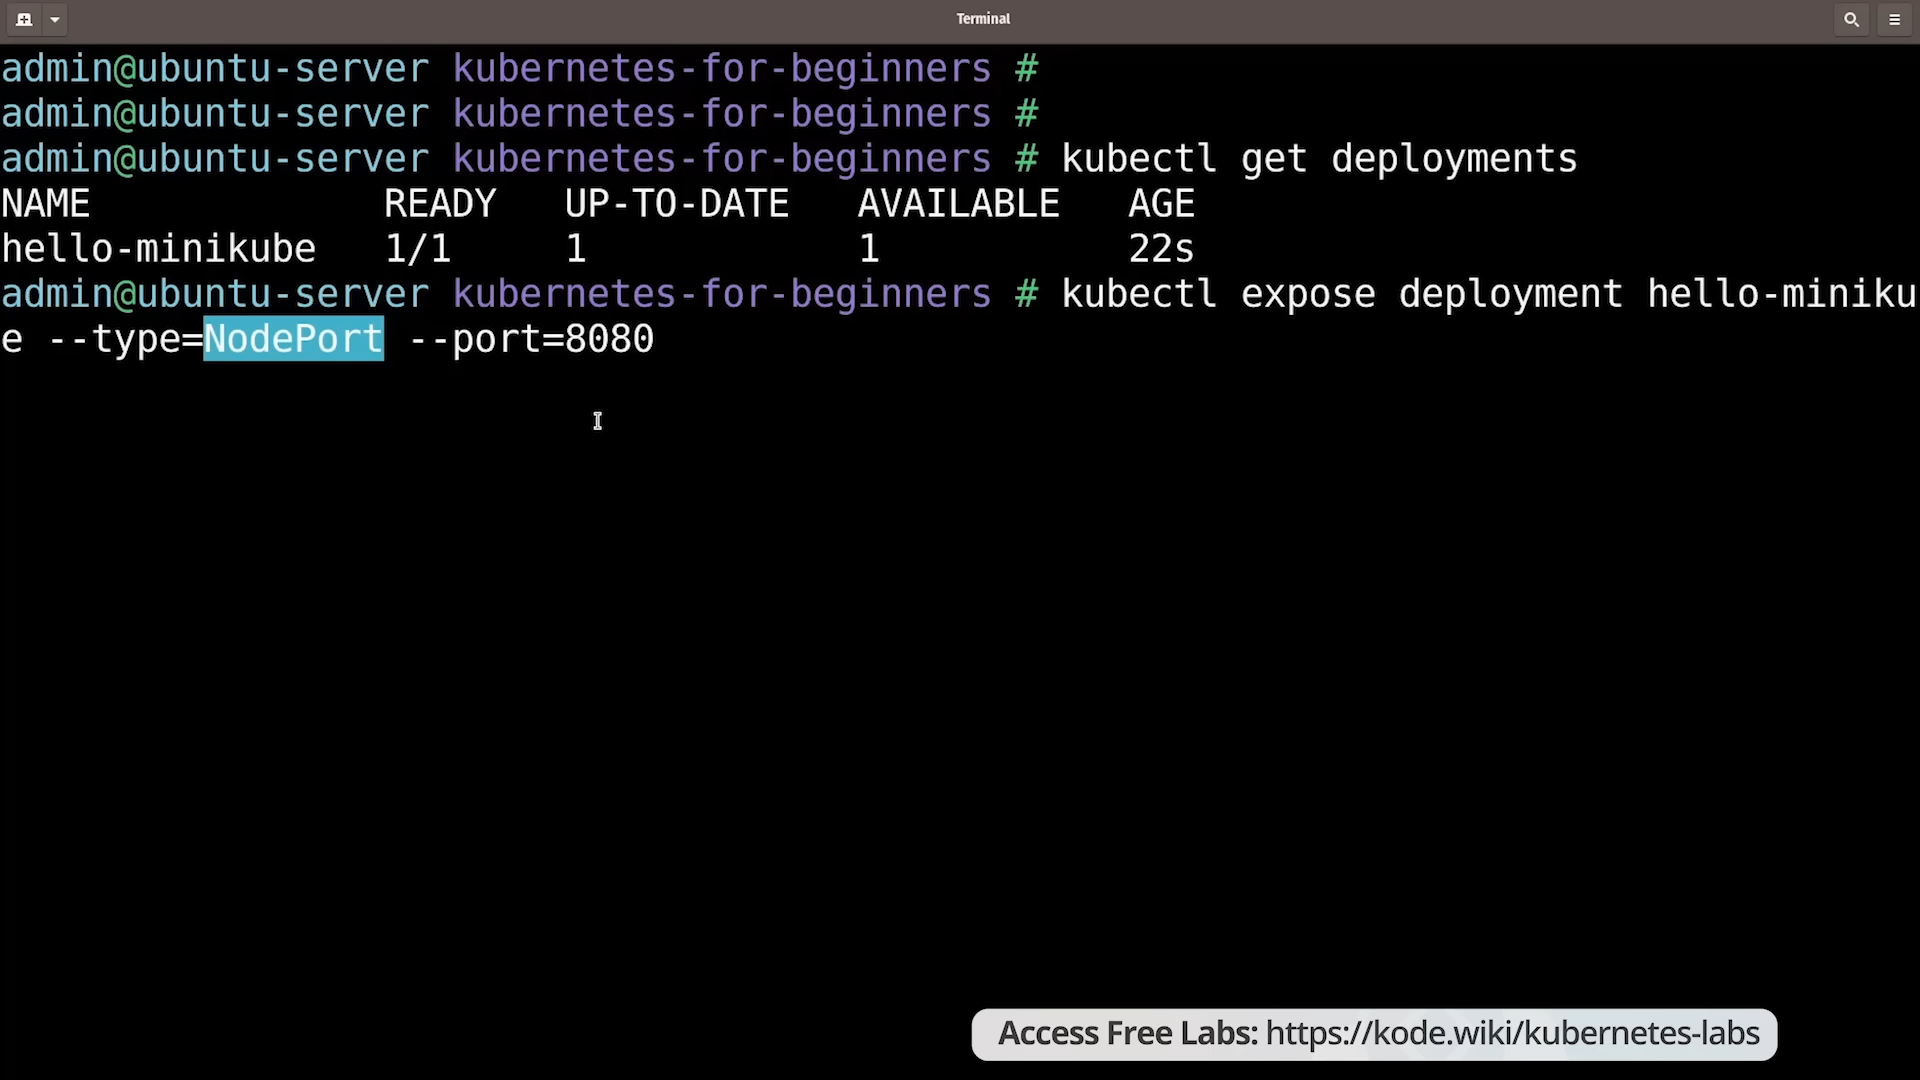 Terminal
admin@ubuntu-server kubernetes-for-beginners #
admin@ubuntu-server kubernetes-for-beginners #
admin@ubuntu-server kubernetes-for-beginners # kubectl get deployments
NAME READY UP-TO-DATE AVAILABLE AGE
hello-minikube 1/1 1 1 22s
admin@ubuntu-server kubernetes-for-beginners # kubectl expose deployment hello-miniku
e --type=NodePort --port=8080
Access Free Labs: https://kode.wiki/kubernetes-labs